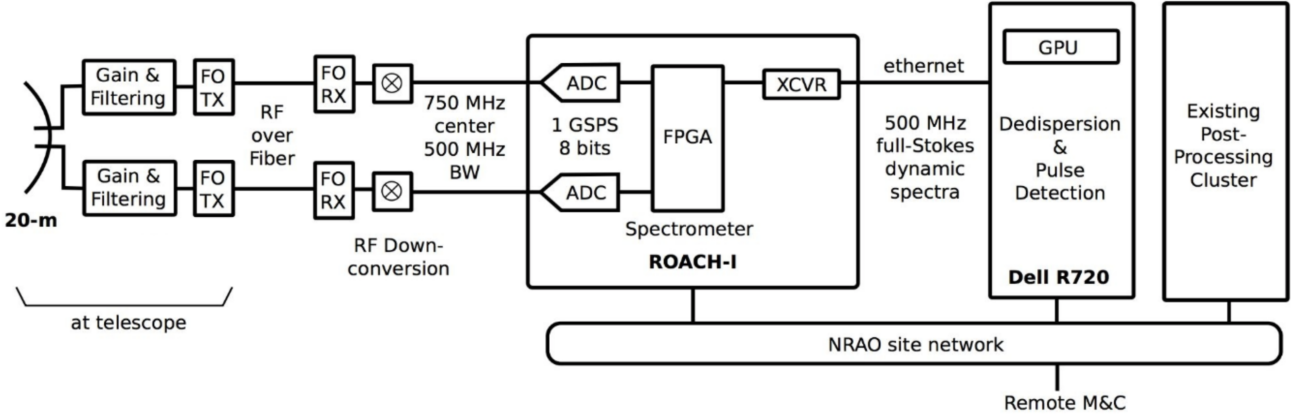 Gain &
Filtering
FO
TX
RF
over
Fiber
FO
RX
750 MHz
center
500 MHz
BW
ADC
1 GSPS
8 bits
ADC
FPGA
XCVR
Spectrometer
ROACH-I
ethernet
500 MHz
full-Stokes
dynamic
spectra
GPU
Dedispersion
&
Pulse
Detection
Dell R720
Existing
Post-
Processing
Cluster
Gain &
Filtering
FO
TX
FO
RX
20-m
RF Down-
conversion
at telescope
NRAO site network
Remote M&C